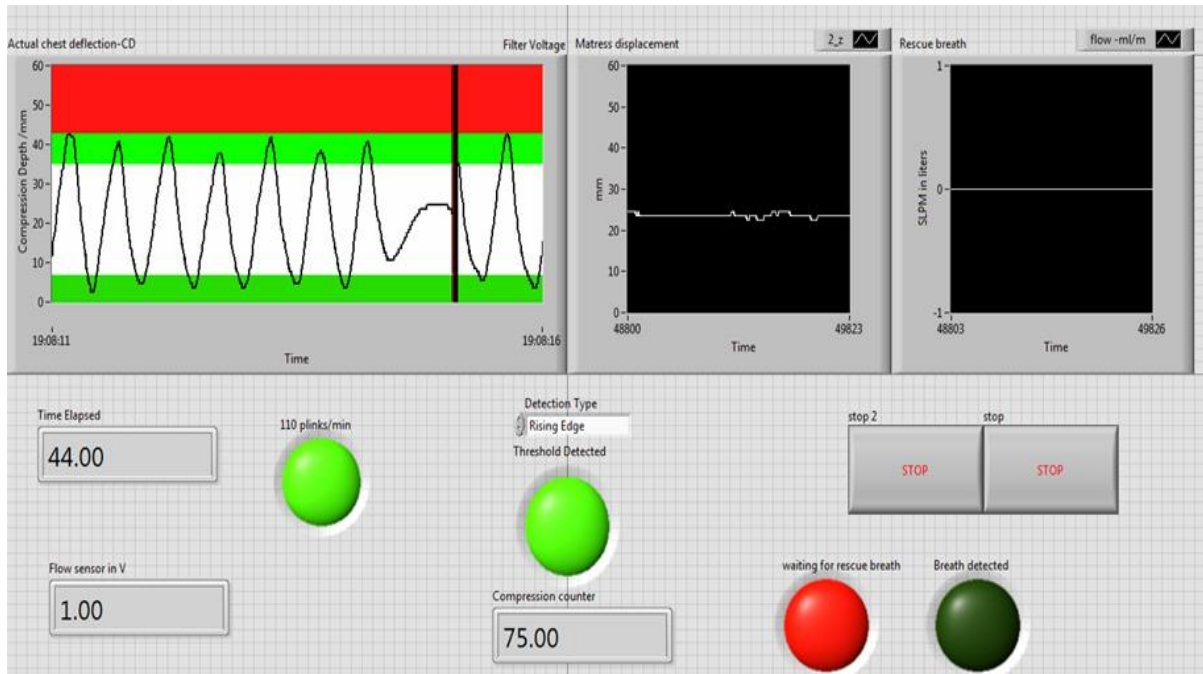 Actual chest deflection-CD
Filter Voltage
60-
50-
40-
30-
20-
10-
0-
Compression Depth /mm
19:08:11
19:08:16
Time
Matress displacement
2_z
60-
50-
40-
30-
20-
10-
0-
mm
48800
49823
Time
Rescue breath
flow -ml/m
1-
0-
-1-
SLPM in liters
48803
49826
Time
Time Elapsed
44.00
110 plinks/min
Detection Type
Rising Edge
Threshold Detected
stop 2
stop
STOP
STOP
Flow sensor in V
1.00
Compression counter
75.00
waiting for rescue breath
Breath detected